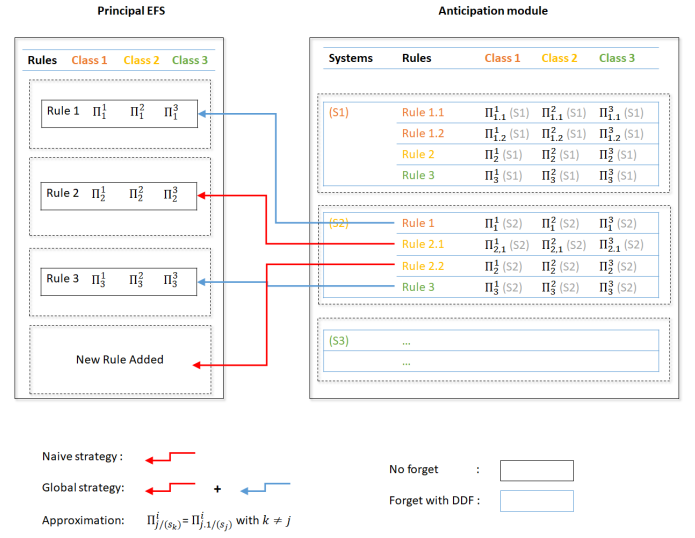 Principal EFS
Rules Class 1 Class 2 Class 3
Rule 1 Π₁¹ Π₁² Π₁³
Rule 2 Π₂¹ Π₂² Π₂³
Rule 3 Π₃¹ Π₃² Π₃³
New Rule Added
Anticipation module
Systems Rules Class 1 Class 2 Class 3
(S1) Rule 1.1 Π₁.₁¹ (S1) Π₁.₁² (S1) Π₁.₁³ (S1)
Rule 1.2 Π₁.₂¹ (S1) Π₁.₂² (S1) Π₁.₂³ (S1)
Rule 2 Π₂¹ (S1) Π₂² (S1) Π₂³ (S1)
Rule 3 Π₃¹ (S1) Π₃² (S1) Π₃³ (S1)
(S2) Rule 1 Π₁¹ (S2) Π₁² (S2) Π₁³ (S2)
Rule 2.1 Π₂,₁¹ (S2) Π₂,₁² (S2) Π₂.₁³ (S2)
Rule 2.2 Π₂¹ (S2) Π₂² (S2) Π₂³ (S2)
Rule 3 Π₃¹ (S2) Π₃² (S2) Π₃³ (S2)
(S3) ...
...
Naive strategy :
Global strategy: +
Approximation: Π^i_{j/(s_k)} = Π^i_{j.1/(s_j)} with k ≠ j
No forget :
Forget with DDF :